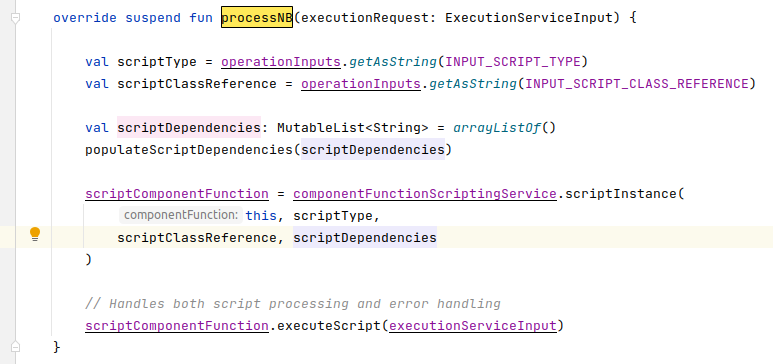 override suspend fun processNB(executionRequest: ExecutionServiceInput) {
val scriptType = operationInputs.getAsString(INPUT_SCRIPT_TYPE)
val scriptClassReference = operationInputs.getAsString(INPUT_SCRIPT_CLASS_REFERENCE)
val scriptDependencies: MutableList<String> = arrayListOf()
populateScriptDependencies(scriptDependencies)
scriptComponentFunction = componentFunctionScriptingService.scriptInstance(
componentFunction: this, scriptType,
scriptClassReference, scriptDependencies
)
// Handles both script processing and error handling
scriptComponentFunction.executeScript(executionServiceInput)
}